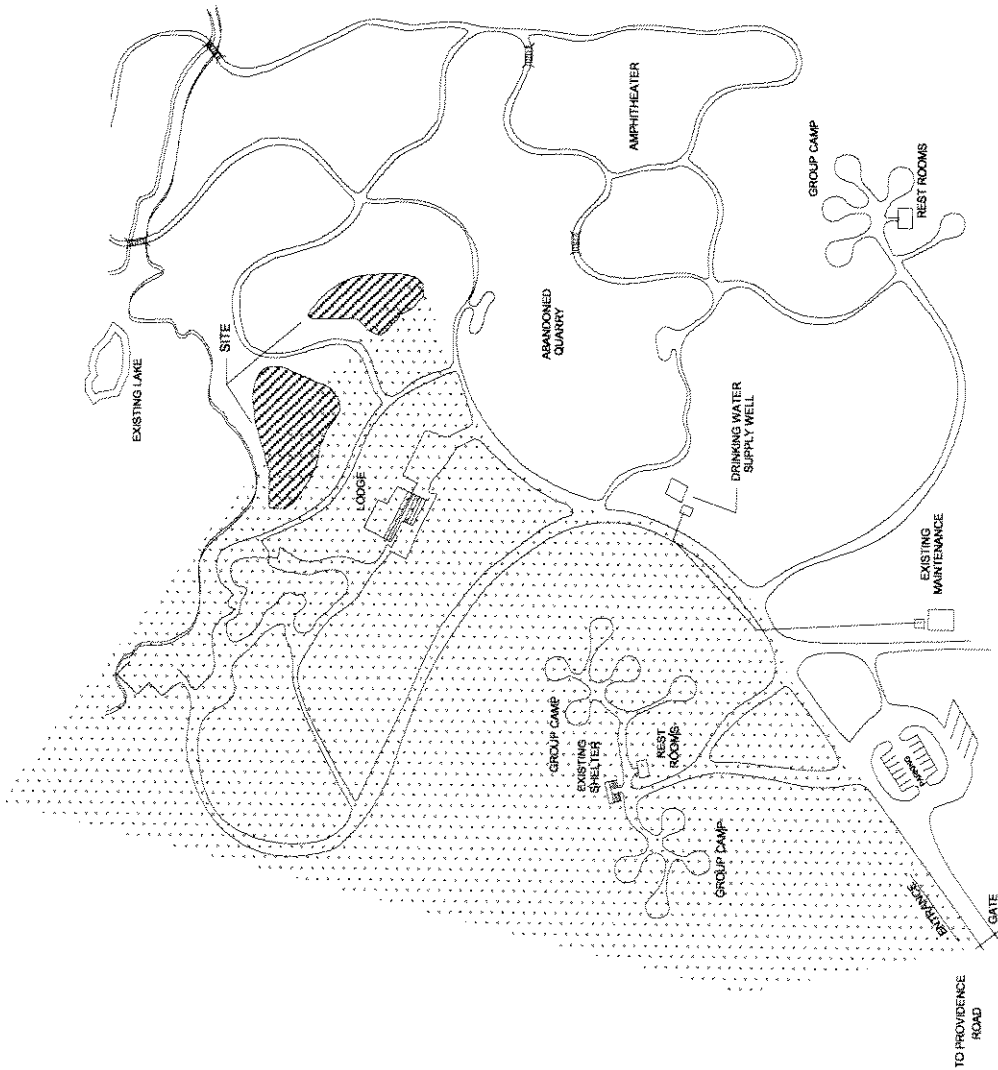 EXISTING LAKE
SITE
LODGE
AMPHITHEATER
ABANDONED
QUARRY
GROUP CAMP
REST ROOMS
DRINKING WATER
SUPPLY WELL
EXISTING
MAINTENANCE
GROUP CAMP
EXISTING
SHELTER
REST
ROOMS
GROUP CAMP
PARKING
ENTRANCE
GATE
TO PROVIDENCE
ROAD